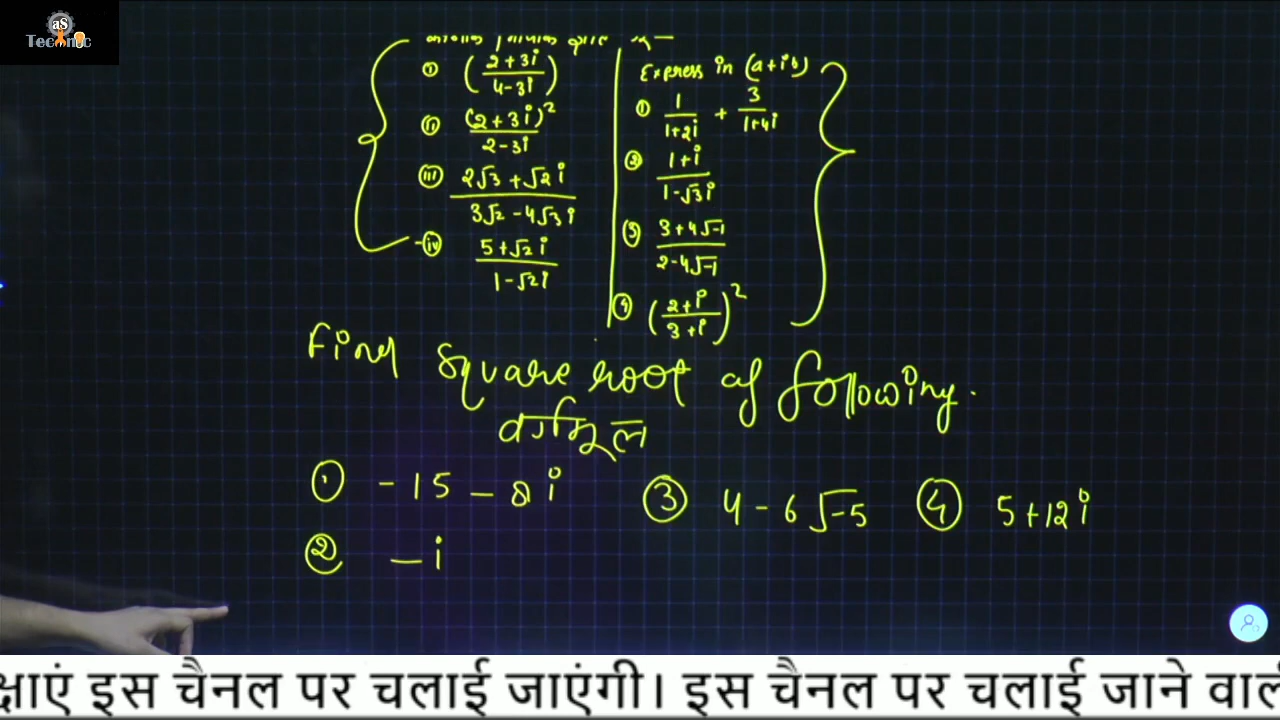 aS
Teconic
① (2+3i / 4-3i)
② (2+3i)² / 2-3i
③ 2√3 + √2 i / 3√2 - 4√3 i
-④ 5+√2 i / 1-√2 i
Express in (a+ib)
① 1 / 1+2i + 3 / 1+4i
② 1+i / 1-√3 i
③ 3+4√-1 / 2-4√-1
④ (2+i / 3+i)²
Find square root of following.
वर्गमूल
① -15 - 8i
② -i
③ 4 - 6√-5
④ 5+12i
क्षाएं इस चैनल पर चलाई जाएंगी। इस चैनल पर चलाई जाने